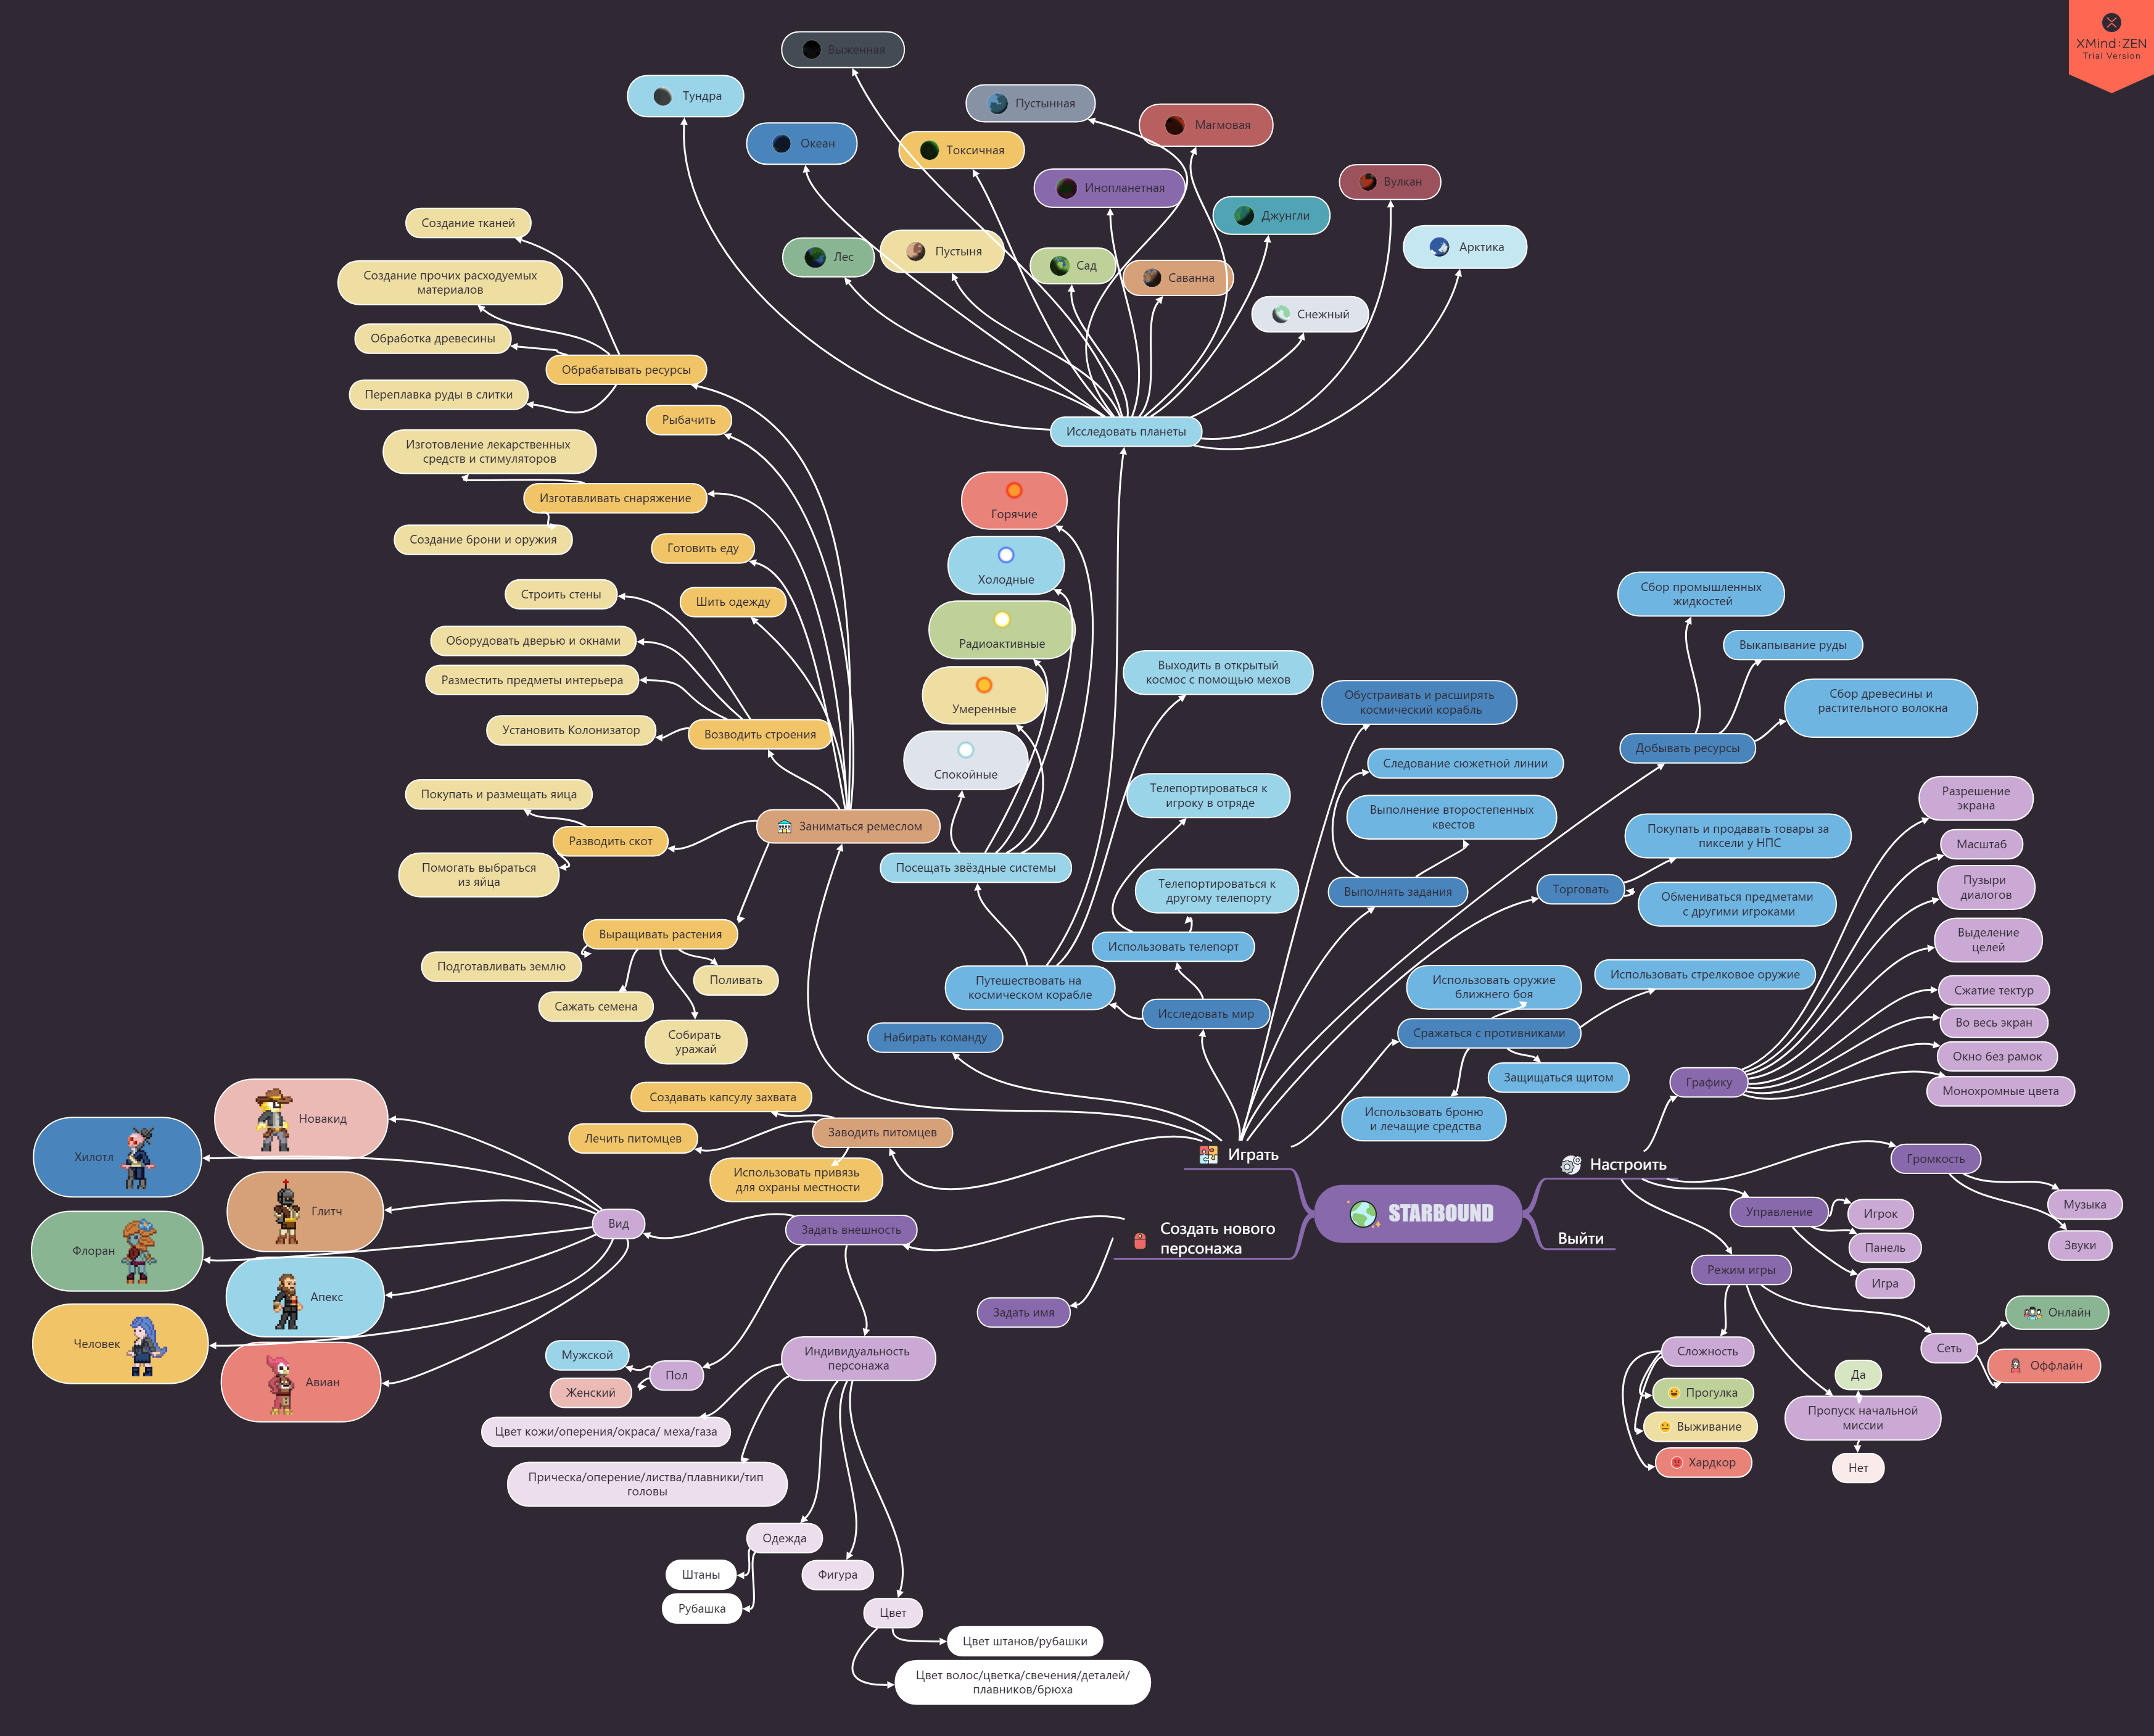 XMind:ZEN
Trial Version
Выженная
Тундра
Пустынная
Магмовая
Океан
Токсичная
Инопланетная
Вулкан
Джунгли
Лес
Пустыня
Сад
Саванна
Арктика
Снежный
Исследовать планеты
Создание тканей
Создание прочих расходуемых
материалов
Обработка древесины
Обрабатывать ресурсы
Переплавка руды в слитки
Рыбачить
Изготовление лекарственных
средств и стимуляторов
Изготавливать снаряжение
Создание брони и оружия
Готовить еду
Шить одежду
Строить стены
Оборудовать дверью и окнами
Разместить предметы интерьера
Установить Колонизатор
Возводить строения
Покупать и размещать яица
Заниматься ремеслом
Разводить скот
Помогать выбраться
из яйца
Выращивать растения
Подготавливать землю
Поливать
Сажать семена
Собирать
уражай
Горячие
Холодные
Радиоактивные
Умеренные
Спокойные
Посещать звёздные системы
Выходить в открытый
космос с помощью мехов
Телепортироваться к
игроку в отряде
Телепортироваться к
другому телепорту
Использовать телепорт
Путешествовать на
космическом корабле
Исследовать мир
Набирать команду
Обустраивать и расширять
космический корабль
Следование сюжетной линии
Выполнение второстепенных
квестов
Выполнять задания
Сбор промышленных
жидкостей
Выкапывание руды
Сбор древесины и
растительного волокна
Добывать ресурсы
Покупать и продавать товары за
пиксели у НПС
Торговать
Обмениваться предметами
с другими игроками
Использовать оружие
ближнего боя
Использовать стрелковое оружие
Сражаться с противниками
Защищаться щитом
Использовать броню
и лечащие средства
Разрешение
экрана
Масштаб
Пузыри
диалогов
Выделение
целей
Сжатие тектур
Во весь экран
Окно без рамок
Монохромные цвета
Графику
Создавать капсулу захвата
Заводить питомцев
Лечить питомцев
Использовать привязь
для охраны местности
Играть
Настроить
STARBOUND
Создать нового
персонажа
Выйти
Громкость
Музыка
Звуки
Управление
Игрок
Панель
Игра
Режим игры
Сложность
Прогулка
Выживание
Хардкор
Пропуск начальной
миссии
Да
Нет
Сеть
Онлайн
Оффлайн
Новакид
Хилотл
Глитч
Флоран
Апекс
Человек
Авиан
Вид
Задать внешность
Задать имя
Индивидуальность
персонажа
Пол
Мужской
Женский
Цвет кожи/оперения/окраса/ меха/газа
Прическа/оперение/листва/плавники/тип
головы
Одежда
Штаны
Рубашка
Фигура
Цвет
Цвет штанов/рубашки
Цвет волос/цветка/свечения/деталей/
плавников/брюха